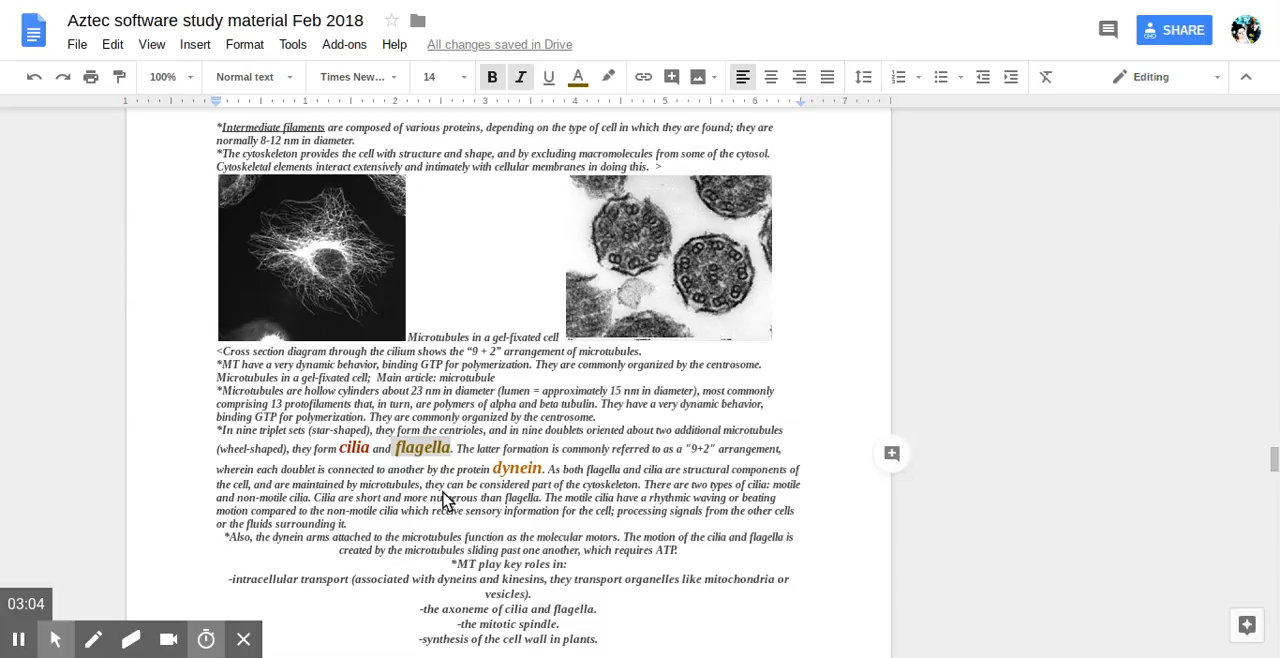 Aztec software study material Feb 2018
File Edit View Insert Format Tools Add-ons Help All changes saved in Drive
SHARE
100% Normal text Times New... 14 B I U A Editing
1 1 2 3 4 5 6 7
*Intermediate filaments are composed of various proteins, depending on the type of cell in which they are found; they are
normally 8-12 nm in diameter.
*The cytoskeleton provides the cell with structure and shape, and by excluding macromolecules from some of the cytosol.
Cytoskeletal elements interact extensively and intimately with cellular membranes in doing this. >
Microtubules in a gel-fixated cell
<Cross section diagram through the cilium shows the “9 + 2” arrangement of microtubules.
*MT have a very dynamic behavior, binding GTP for polymerization. They are commonly organized by the centrosome.
Microtubules in a gel-fixated cell; Main article: microtubule
*Microtubules are hollow cylinders about 23 nm in diameter (lumen = approximately 15 nm in diameter), most commonly
comprising 13 protofilaments that, in turn, are polymers of alpha and beta tubulin. They have a very dynamic behavior,
binding GTP for polymerization. They are commonly organized by the centrosome.
*In nine triplet sets (star-shaped), they form the centrioles, and in nine doublets oriented about two additional microtubules
(wheel-shaped), they form cilia and flagella. The latter formation is commonly referred to as a "9+2" arrangement,
wherein each doublet is connected to another by the protein dynein. As both flagella and cilia are structural components of
the cell, and are maintained by microtubules, they can be considered part of the cytoskeleton. There are two types of cilia: motile
and non-motile cilia. Cilia are short and more numerous than flagella. The motile cilia have a rhythmic waving or beating
motion compared to the non-motile cilia which receive sensory information for the cell; processing signals from the other cells
or the fluids surrounding it.
*Also, the dynein arms attached to the microtubules function as the molecular motors. The motion of the cilia and flagella is
created by the microtubules sliding past one another, which requires ATP.
*MT play key roles in:
-intracellular transport (associated with dyneins and kinesins, they transport organelles like mitochondria or
vesicles).
-the axoneme of cilia and flagella.
-the mitotic spindle.
-synthesis of the cell wall in plants.
03:04